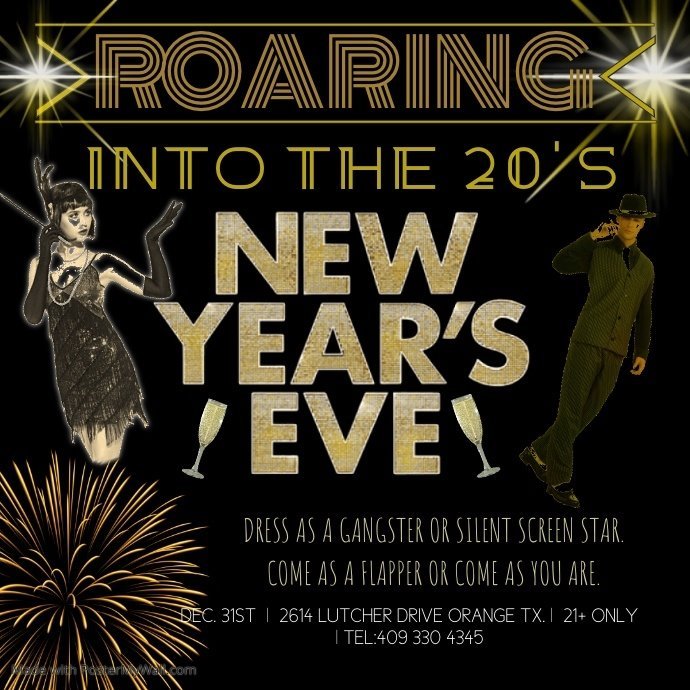 ROARING
INTO THE 20'S
NEW
YEAR'S
EVE
DRESS AS A GANGSTER OR SILENT SCREEN STAR.
COME AS A FLAPPER OR COME AS YOU ARE.
DEC. 31ST | 2614 LUTCHER DRIVE ORANGE TX. | 21+ ONLY
| TEL:409 330 4345
Made with PosterMyWall.com